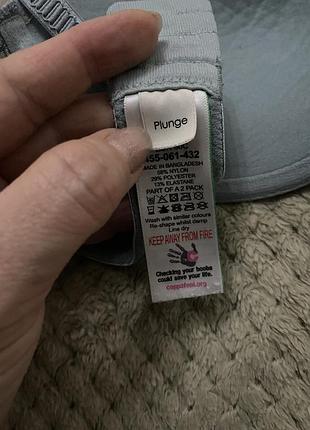 Plunge
455-061-432
MADE IN BANGLADESH
58% NYLON
29% POLYESTER
13% ELASTANE
PART OF A 2 PACK
Wash with similar colours
Re-shape whilst damp
Line dry
KEEP AWAY FROM FIRE
Checking your boobs
could save your life.
coppafeel.org